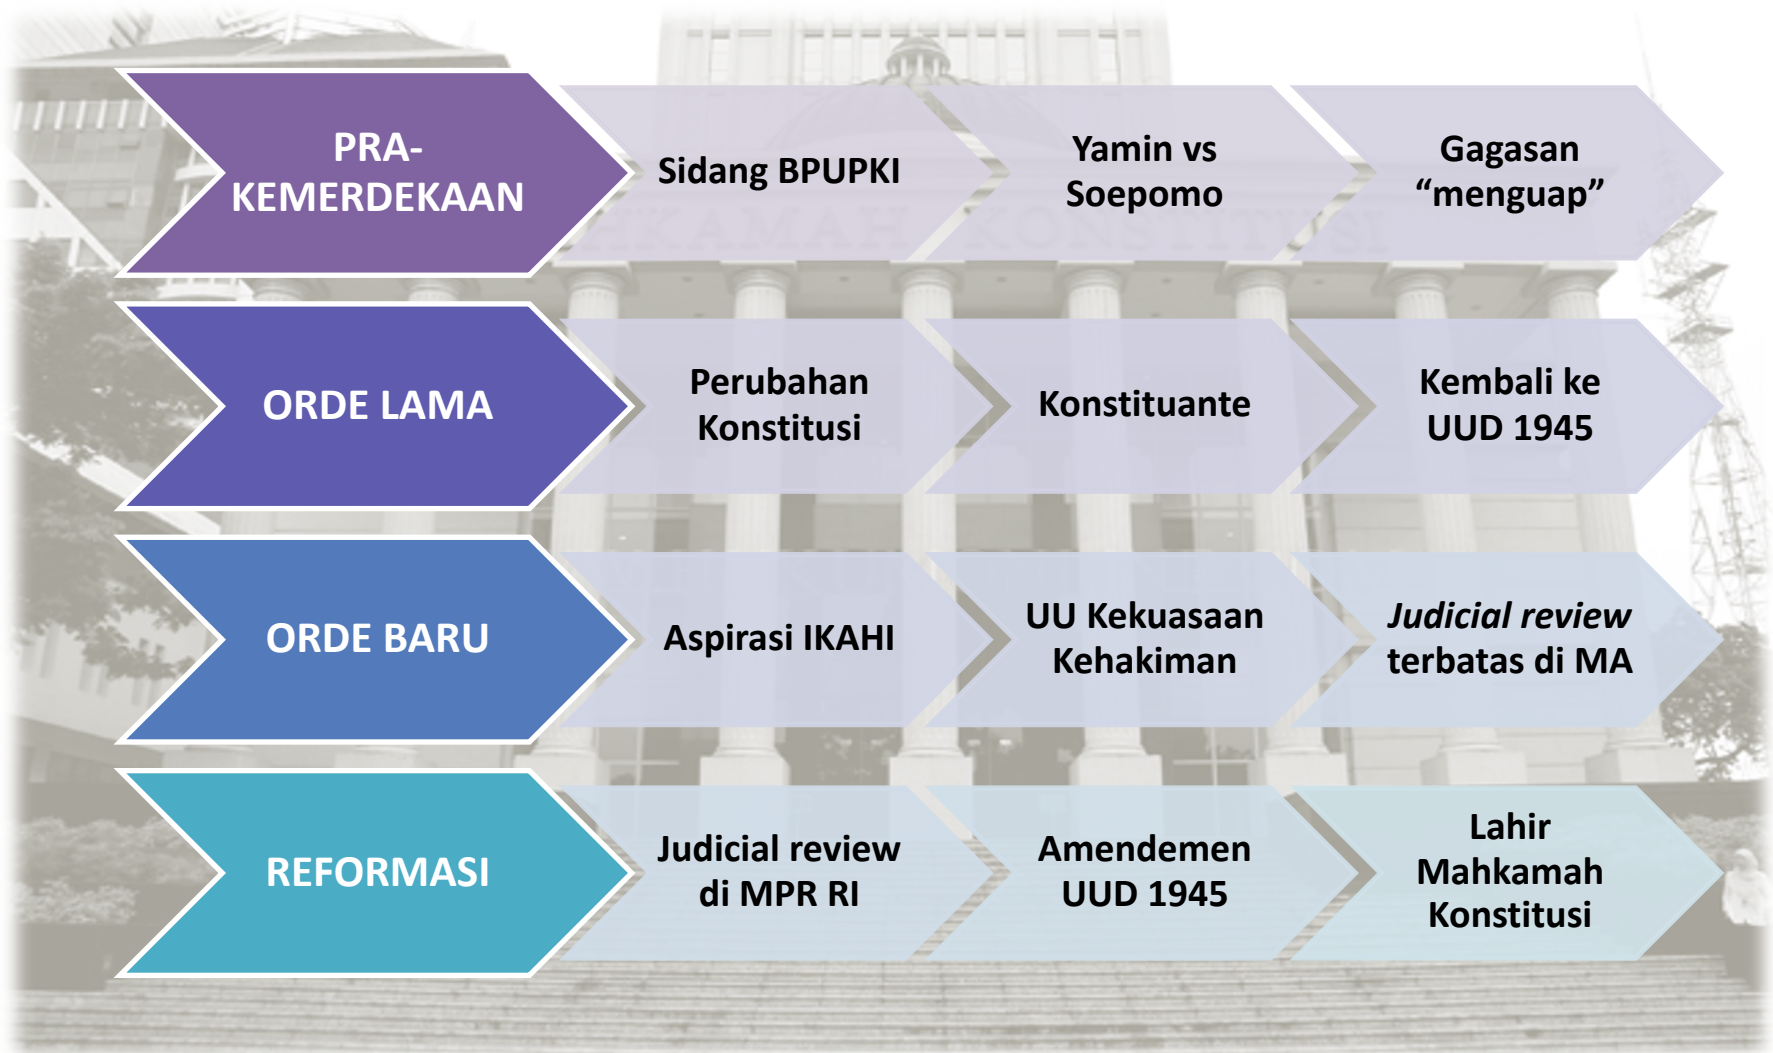 PRA-
KEMERDEKAAN
Sidang BPUPKI
Yamin vs
Soepomo
Gagasan
“menguap”
MAHKAMAH KONSTITUSI
ORDE LAMA
Perubahan
Konstitusi
Konstituante
Kembali ke
UUD 1945
ORDE BARU
Aspirasi IKAHI
UU Kekuasaan
Kehakiman
Judicial review
terbatas di MA
REFORMASI
Judicial review
di MPR RI
Amendemen
UUD 1945
Lahir
Mahkamah
Konstitusi